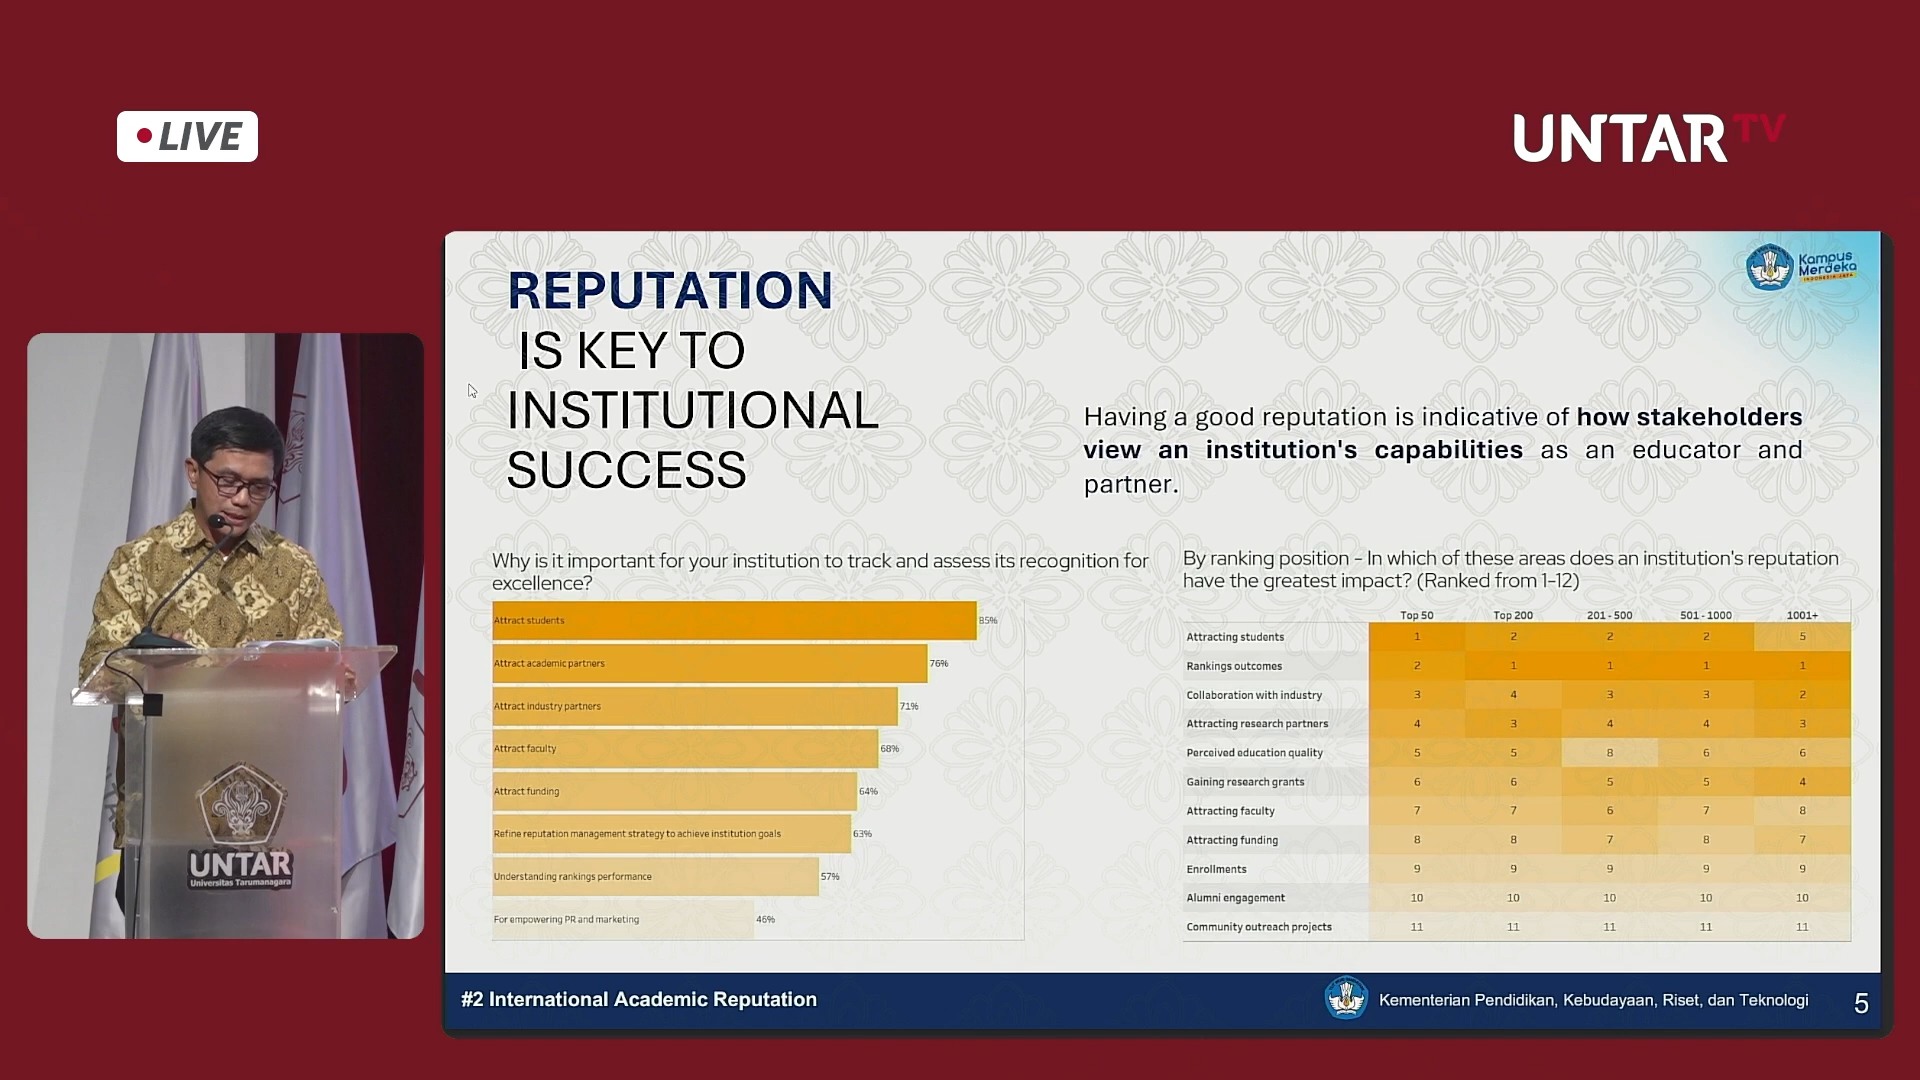 LIVE
UNTAR TV
REPUTATION
IS KEY TO
INSTITUTIONAL
SUCCESS
Kampus
Merdeka
Having a good reputation is indicative of how stakeholders
view an institution's capabilities as an educator and
partner.
Why is it important for your institution to track and assess its recognition for
excellence?
Attract students 85%
Attract academic partners 76%
Attract industry partners 71%
Attract faculty 68%
Attract funding 64%
Refine reputation management strategy to achieve institution goals 63%
Understanding rankings performance 57%
For empowering PR and marketing 46%
By ranking position - In which of these areas does an institution's reputation
have the greatest impact? (Ranked from 1-12)
Top 50 Top 200 201 - 500 501 - 1000 1001+
Attracting students 1 2 2 2 5
Rankings outcomes 2 1 1 1 1
Collaboration with industry 3 4 3 3 2
Attracting research partners 4 3 4 4 3
Perceived education quality 5 5 8 6 6
Gaining research grants 6 6 5 5 4
Attracting faculty 7 7 6 7 8
Attracting funding 8 8 7 8 7
Enrollments 9 9 9 9 9
Alumni engagement 10 10 10 10 10
Community outreach projects 11 11 11 11 11
UNTAR
Universitas Tarumanagara
#2 International Academic Reputation
Kementerian Pendidikan, Kebudayaan, Riset, dan Teknologi
5